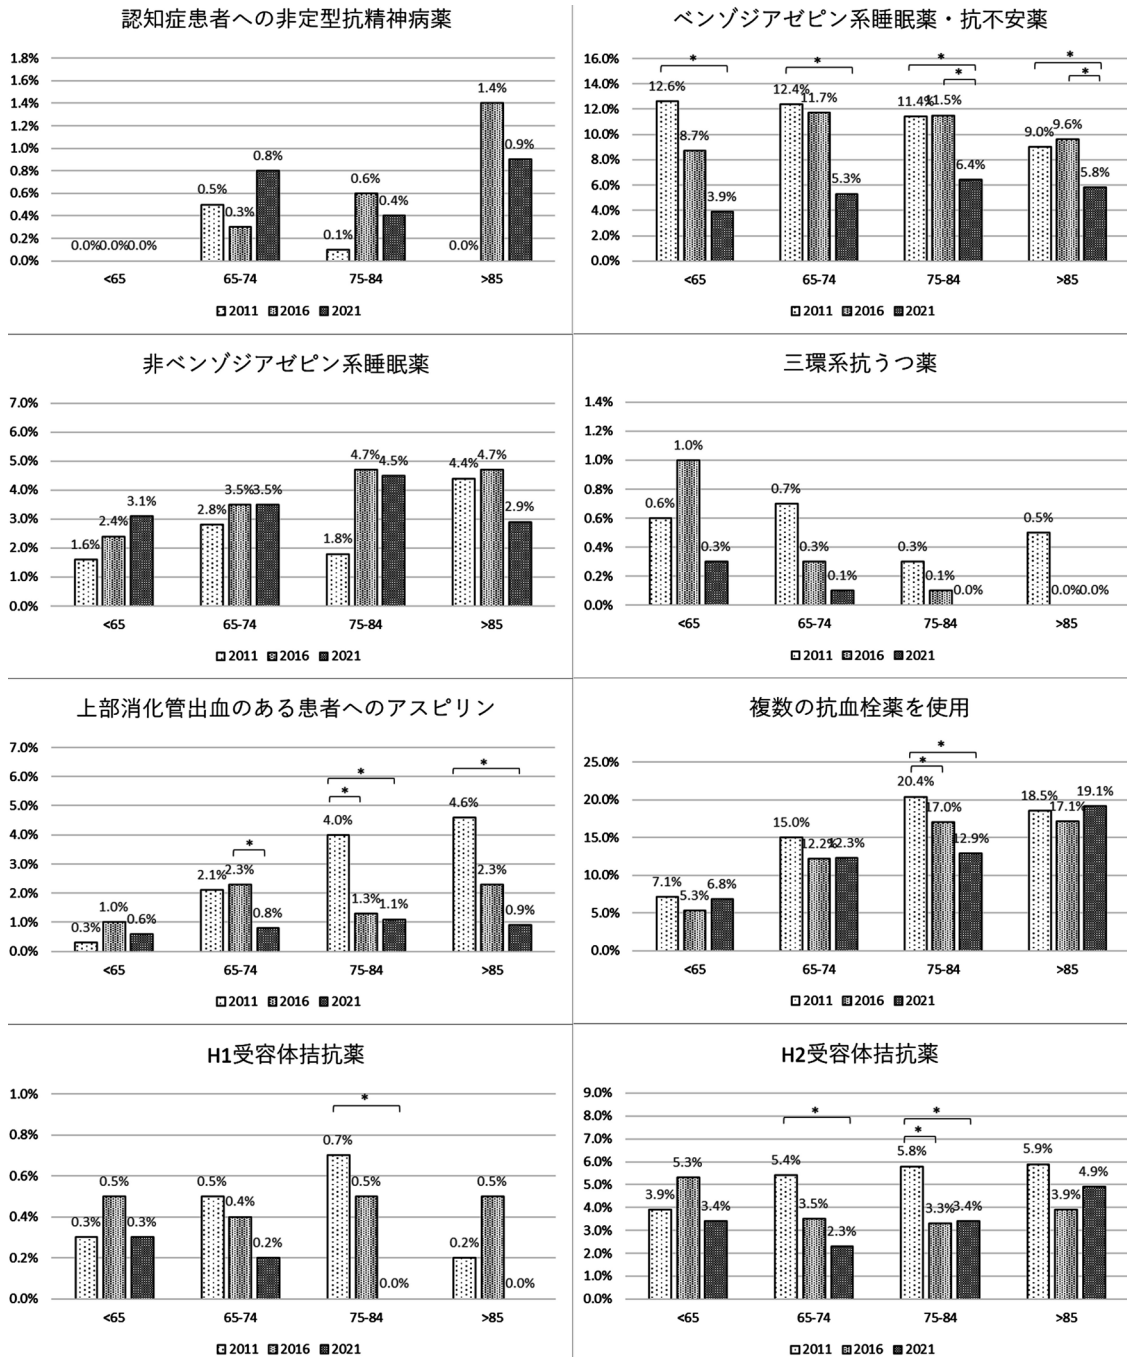 認知症患者への非定型抗精神病薬
1.8%
1.6%
1.4%
1.2%
1.0%
0.8%
0.6%
0.4%
0.2%
0.0%
0.0% 0.0% 0.0%
0.5% 0.3% 0.8%
0.1% 0.6% 0.4%
0.0% 1.4% 0.9%
<65 65-74 75-84 >85
2011 2016 2021
ベンゾジアゼピン系睡眠薬・抗不安薬
16.0%
14.0%
12.0%
10.0%
8.0%
6.0%
4.0%
2.0%
0.0%
* * * * * *
12.6% 8.7% 3.9%
12.4% 11.7% 5.3%
11.4% 11.5% 6.4%
9.0% 9.6% 5.8%
<65 65-74 75-84 >85
2011 2016 2021
非ベンゾジアゼピン系睡眠薬
7.0%
6.0%
5.0%
4.0%
3.0%
2.0%
1.0%
0.0%
1.6% 2.4% 3.1%
2.8% 3.5% 3.5%
1.8% 4.7% 4.5%
4.4% 4.7% 2.9%
<65 65-74 75-84 >85
2011 2016 2021
三環系抗うつ薬
1.4%
1.2%
1.0%
0.8%
0.6%
0.4%
0.2%
0.0%
0.6% 1.0% 0.3%
0.7% 0.3% 0.1%
0.3% 0.1% 0.0%
0.5% 0.0% 0.0%
<65 65-74 75-84 >85
2011 2016 2021
上部消化管出血のある患者へのアスピリン
7.0%
6.0%
5.0%
4.0%
3.0%
2.0%
1.0%
0.0%
* * * *
0.3% 1.0% 0.6%
2.1% 2.3% 0.8%
4.0% 1.3% 1.1%
4.6% 2.3% 0.9%
<65 65-74 75-84 >85
2011 2016 2021
複数の抗血栓薬を使用
25.0%
20.0%
15.0%
10.0%
5.0%
0.0%
* *
7.1% 5.3% 6.8%
15.0% 12.2% 12.3%
20.4% 17.0% 12.9%
18.5% 17.1% 19.1%
<65 65-74 75-84 >85
2011 2016 2021
H1受容体拮抗薬
1.0%
0.8%
0.6%
0.4%
0.2%
0.0%
*
0.3% 0.5% 0.3%
0.5% 0.4% 0.2%
0.7% 0.5% 0.0%
0.2% 0.5% 0.0%
<65 65-74 75-84 >85
2011 2016 2021
H2受容体拮抗薬
9.0%
8.0%
7.0%
6.0%
5.0%
4.0%
3.0%
2.0%
1.0%
0.0%
* * *
3.9% 5.3% 3.4%
5.4% 3.5% 2.3%
5.8% 3.3% 3.4%
5.9% 3.9% 4.9%
<65 65-74 75-84 >85
2011 2016 2021